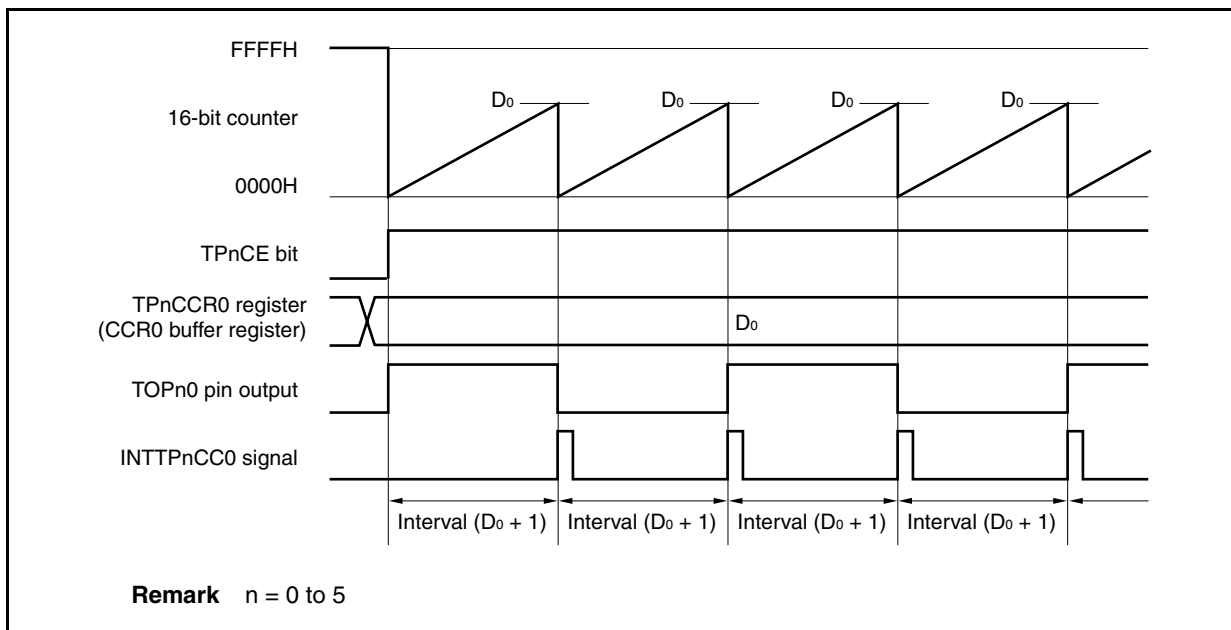 FFFFH
D₀ D₀ D₀ D₀
16-bit counter
0000H
TPnCE bit
TPnCCR0 register
(CCR0 buffer register)
D₀
TOPn0 pin output
INTTPnCC0 signal
Interval (D₀ + 1) Interval (D₀ + 1) Interval (D₀ + 1) Interval (D₀ + 1)
Remark n = 0 to 5